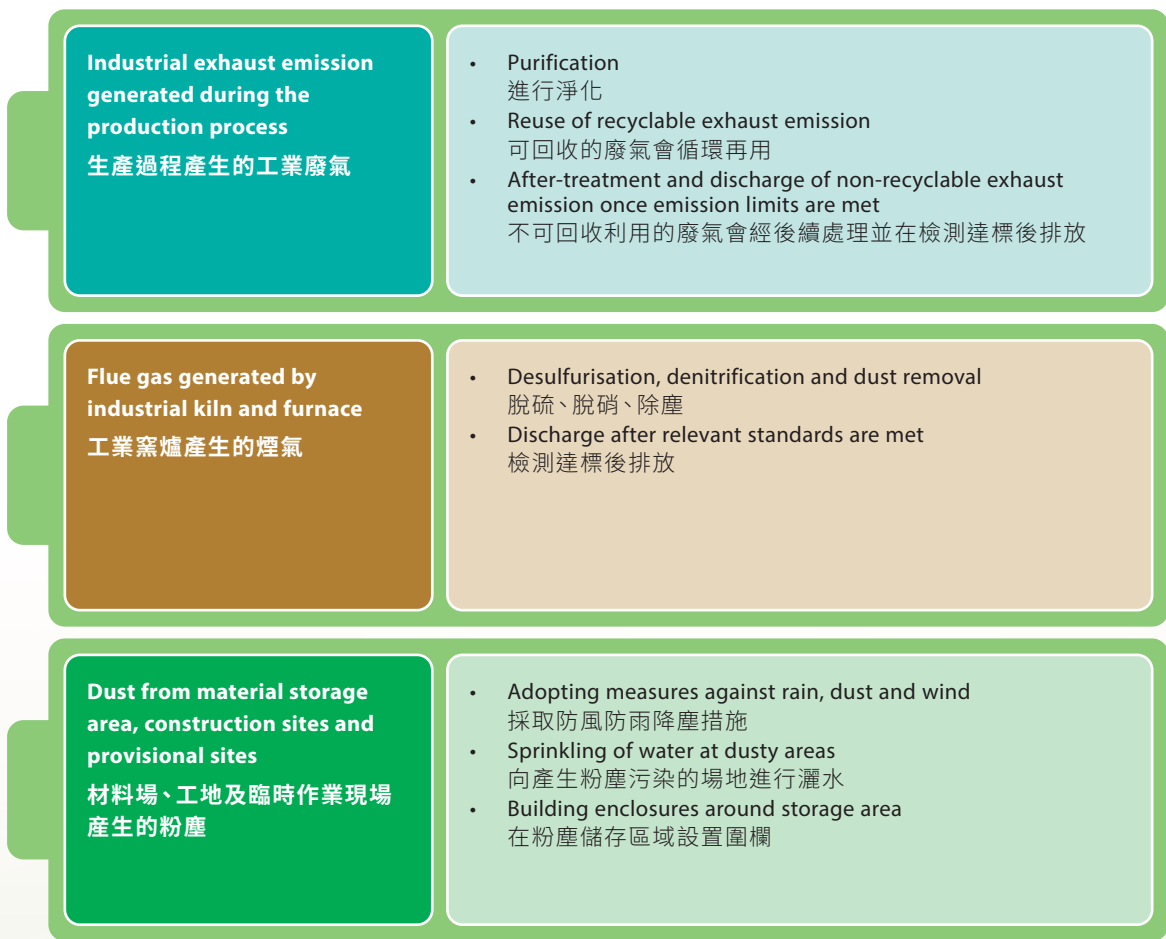 Industrial exhaust emission
generated during the
production process
生產過程產生的工業廢氣
• Purification
進行淨化
• Reuse of recyclable exhaust emission
可回收的廢氣會循環再用
• After-treatment and discharge of non-recyclable exhaust
emission once emission limits are met
不可回收利用的廢氣會經後續處理並在檢測達標後排放
Flue gas generated by
industrial kiln and furnace
工業窯爐產生的煙氣
• Desulfurisation, denitrification and dust removal
脫硫、脫硝、除塵
• Discharge after relevant standards are met
檢測達標後排放
Dust from material storage
area, construction sites and
provisional sites
材料場、工地及臨時作業現場
產生的粉塵
• Adopting measures against rain, dust and wind
採取防風防雨降塵措施
• Sprinkling of water at dusty areas
向產生粉塵污染的場地進行灑水
• Building enclosures around storage area
在粉塵儲存區域設置圍欄